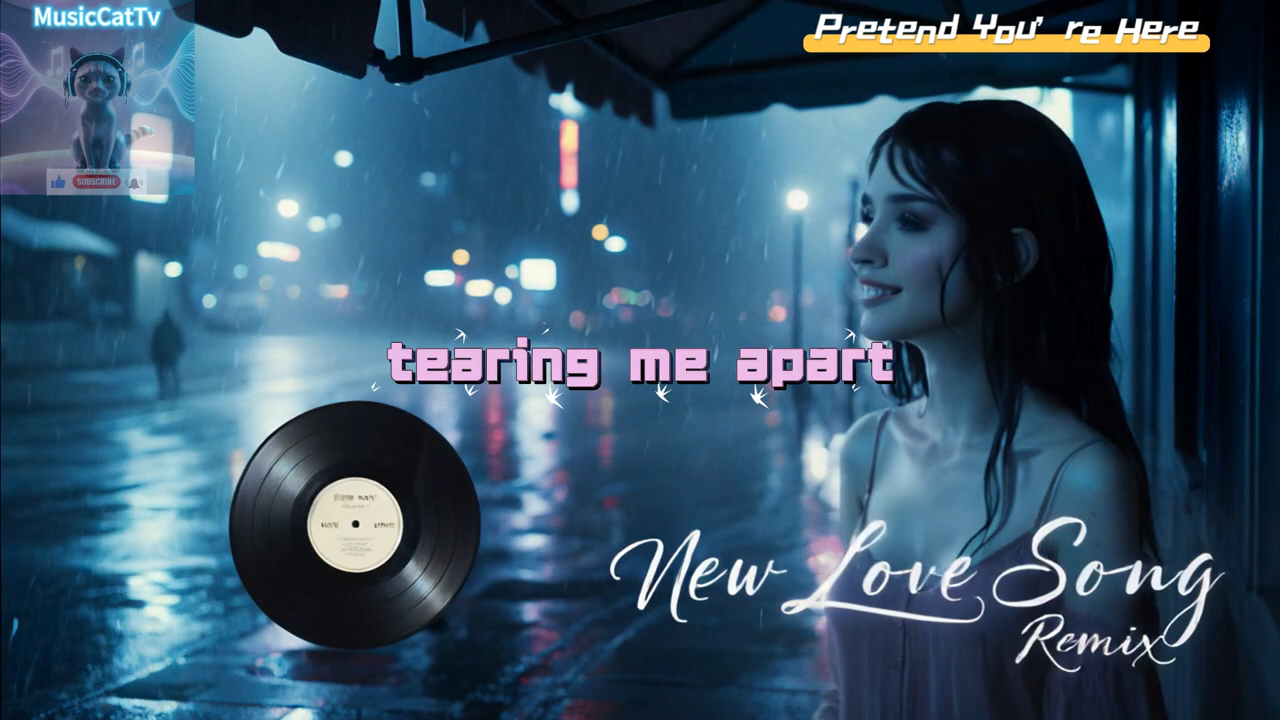 MusicCatTv
SUBSCRIBE
Pretend You're Here
tearing me apart
New Love Song
Remix